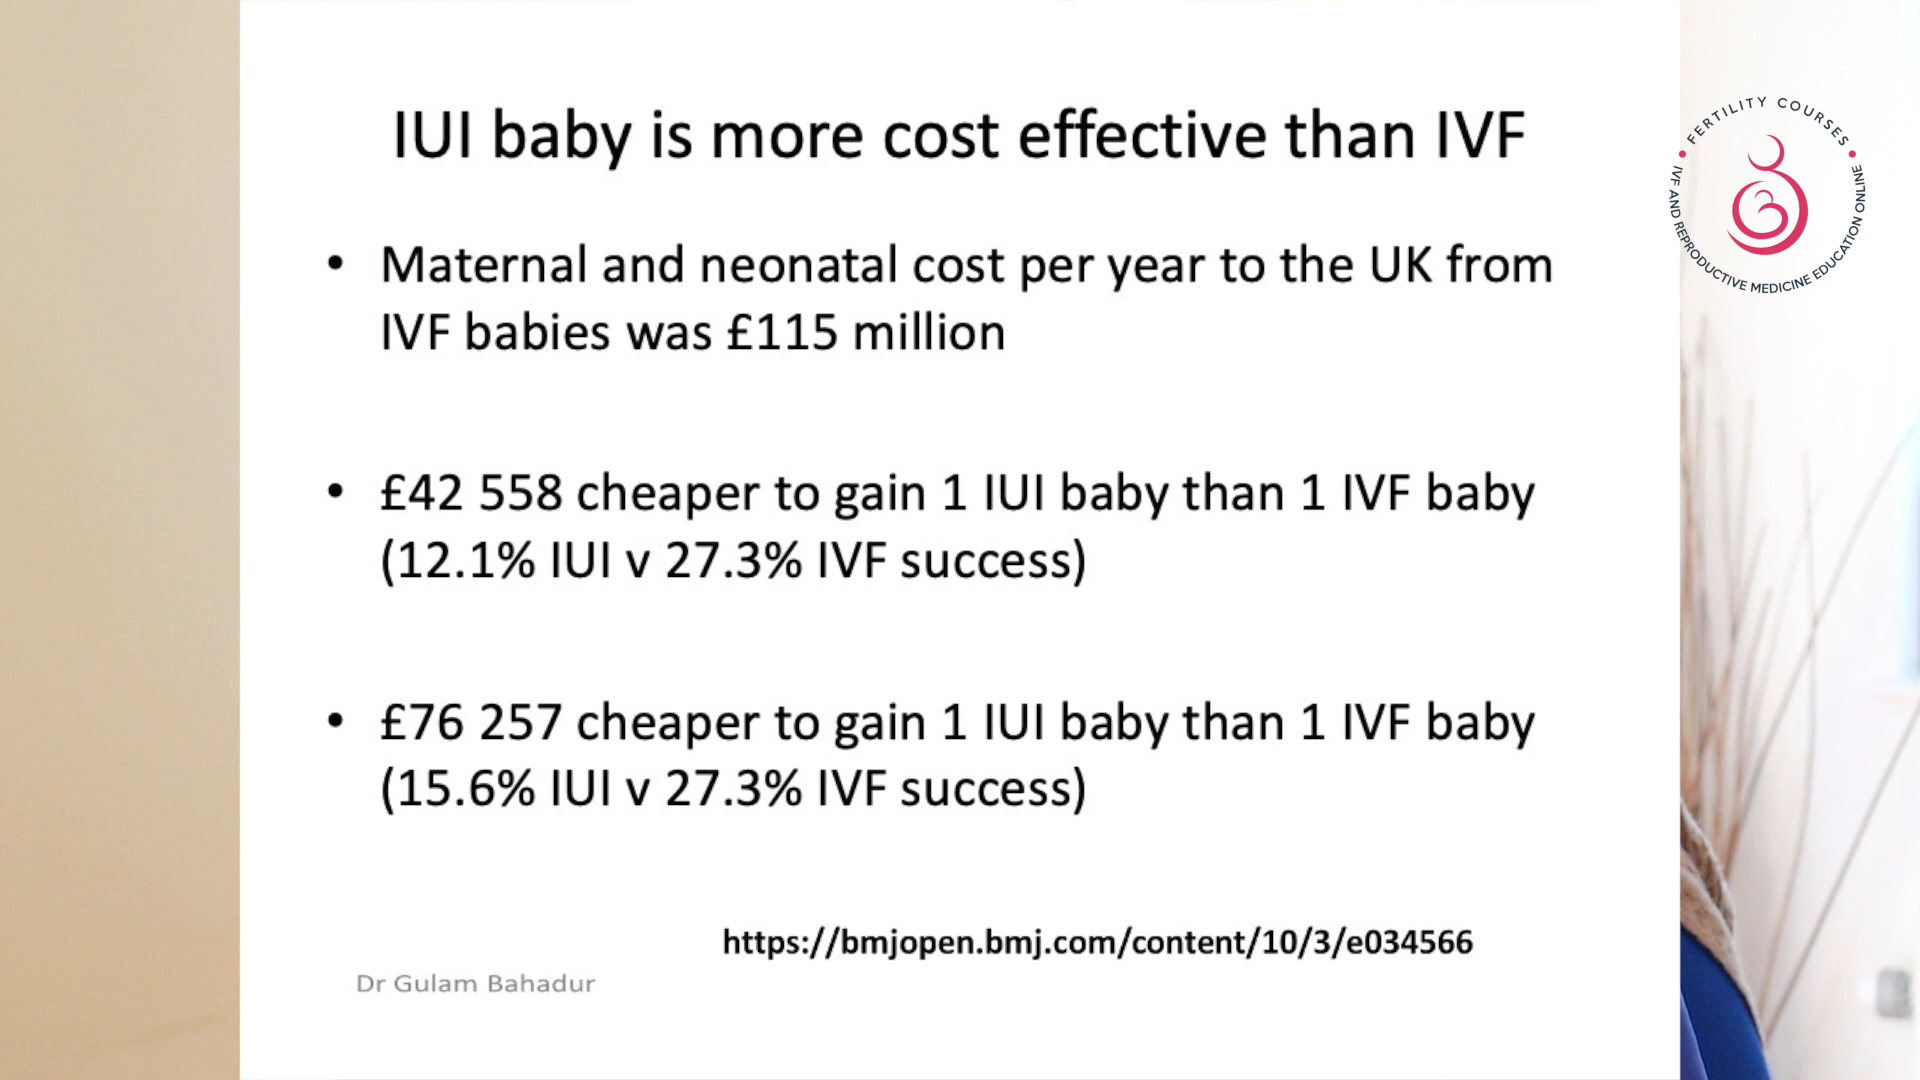 IUI baby is more cost effective than IVF
• Maternal and neonatal cost per year to the UK from
IVF babies was £115 million
• £42 558 cheaper to gain 1 IUI baby than 1 IVF baby
(12.1% IUI v 27.3% IVF success)
• £76 257 cheaper to gain 1 IUI baby than 1 IVF baby
(15.6% IUI v 27.3% IVF success)
https://bmjopen.bmj.com/content/10/3/e034566
Dr Gulam Bahadur
• FERTILITY COURSES •
IVF AND REPRODUCTIVE MEDICINE EDUCATION ONLINE